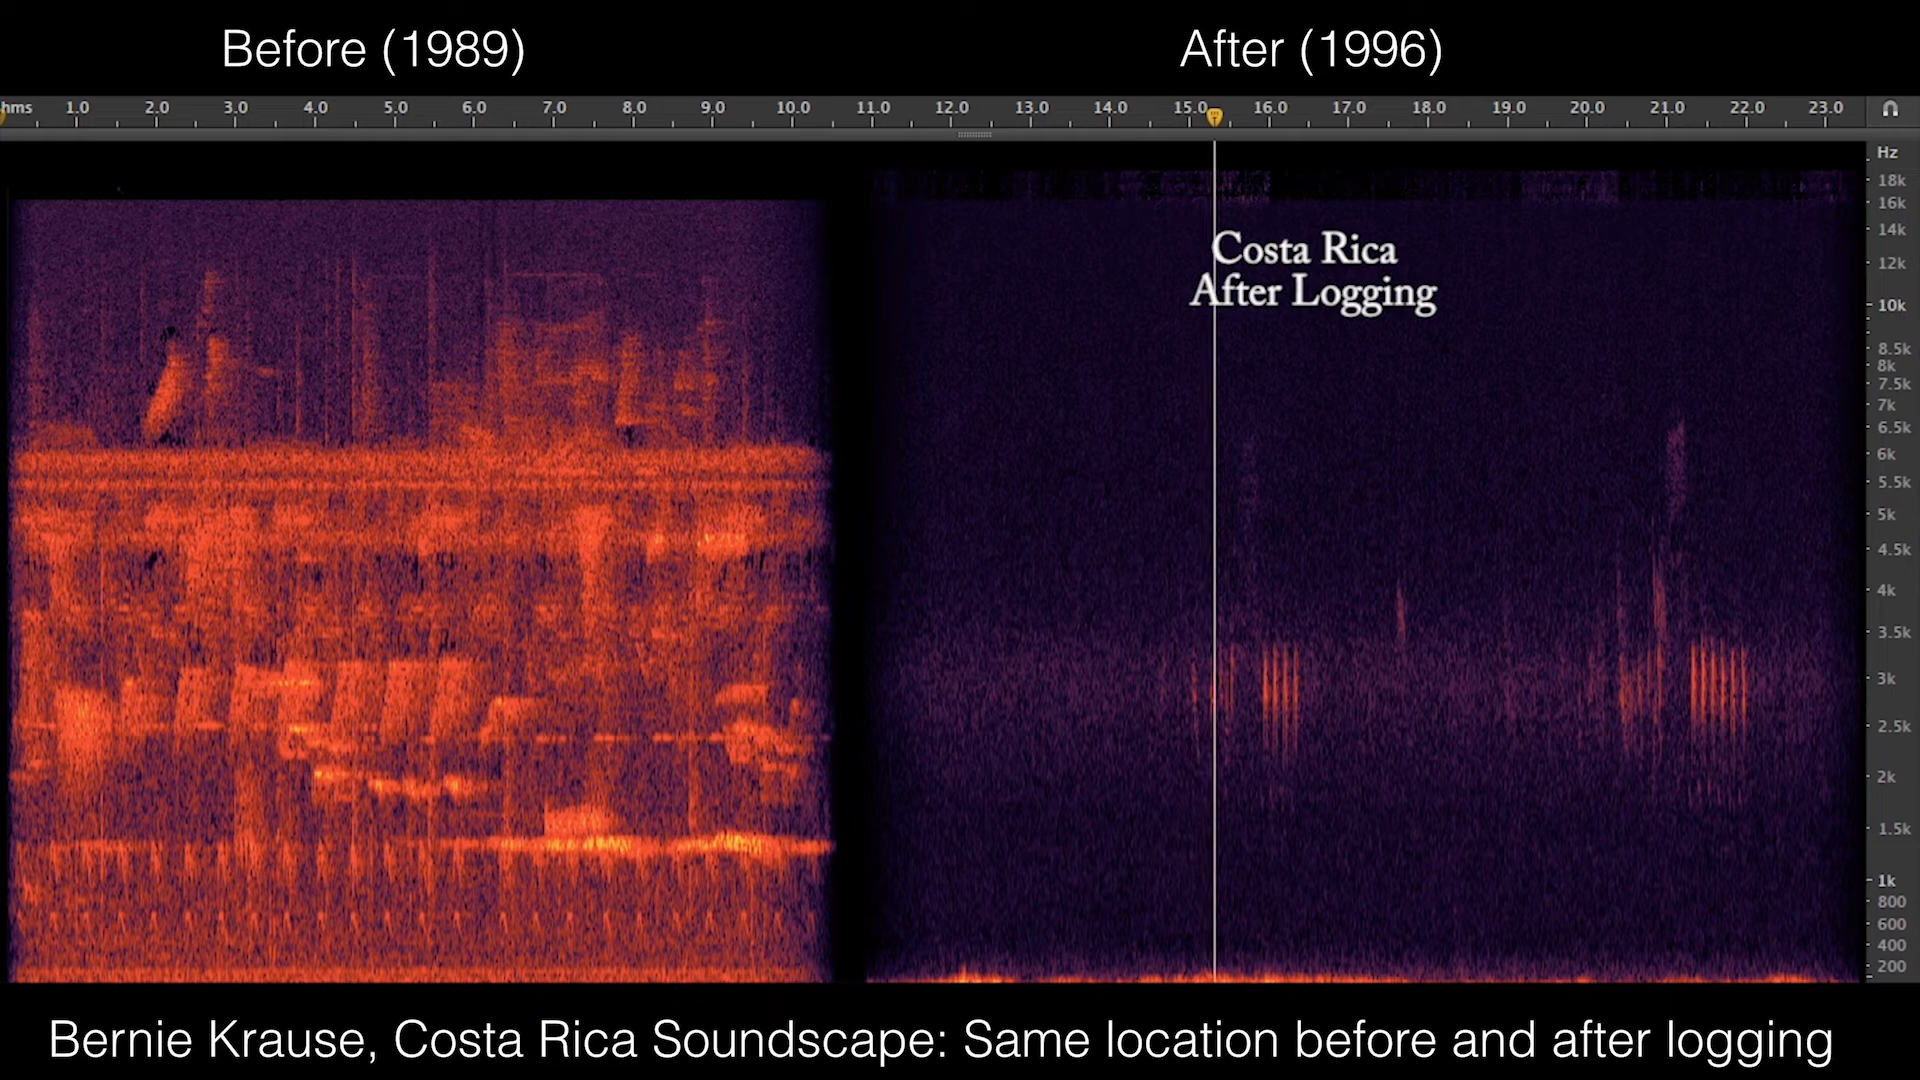 Before (1989)
After (1996)
hms 1.0 2.0 3.0 4.0 5.0 6.0 7.0 8.0 9.0 10.0 11.0 12.0 13.0 14.0 15.0 16.0 17.0 18.0 19.0 20.0 21.0 22.0 23.0
Hz
18k
16k
14k
12k
10k
8.5k
8k
7.5k
7k
6.5k
6k
5.5k
5k
4.5k
4k
3.5k
3k
2.5k
2k
1.5k
1k
800
600
400
200
Costa Rica
After Logging
Bernie Krause, Costa Rica Soundscape: Same location before and after logging